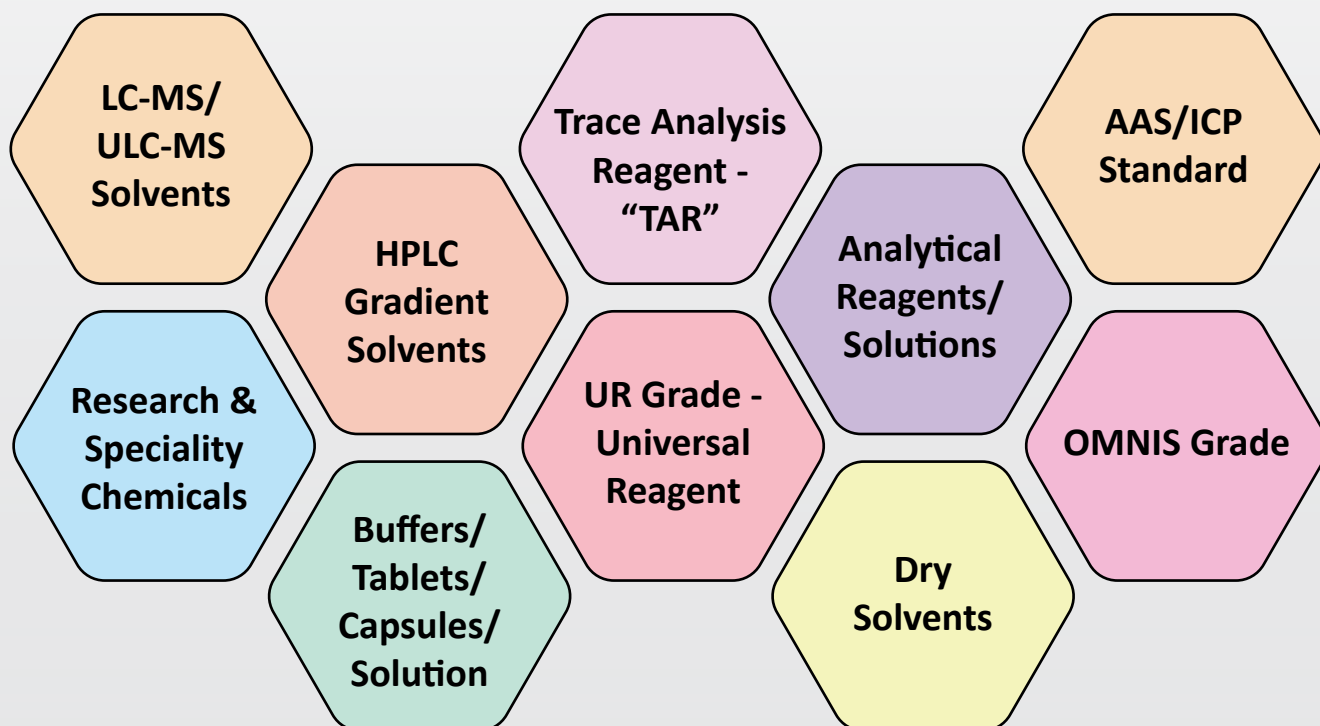 LC-MS/
ULC-MS
Solvents
Trace Analysis
Reagent -
“TAR”
AAS/ICP
Standard
HPLC
Gradient
Solvents
Analytical
Reagents/
Solutions
Research &
Speciality
Chemicals
UR Grade -
Universal
Reagent
OMNIS Grade
Buffers/
Tablets/
Capsules/
Solution
Dry
Solvents